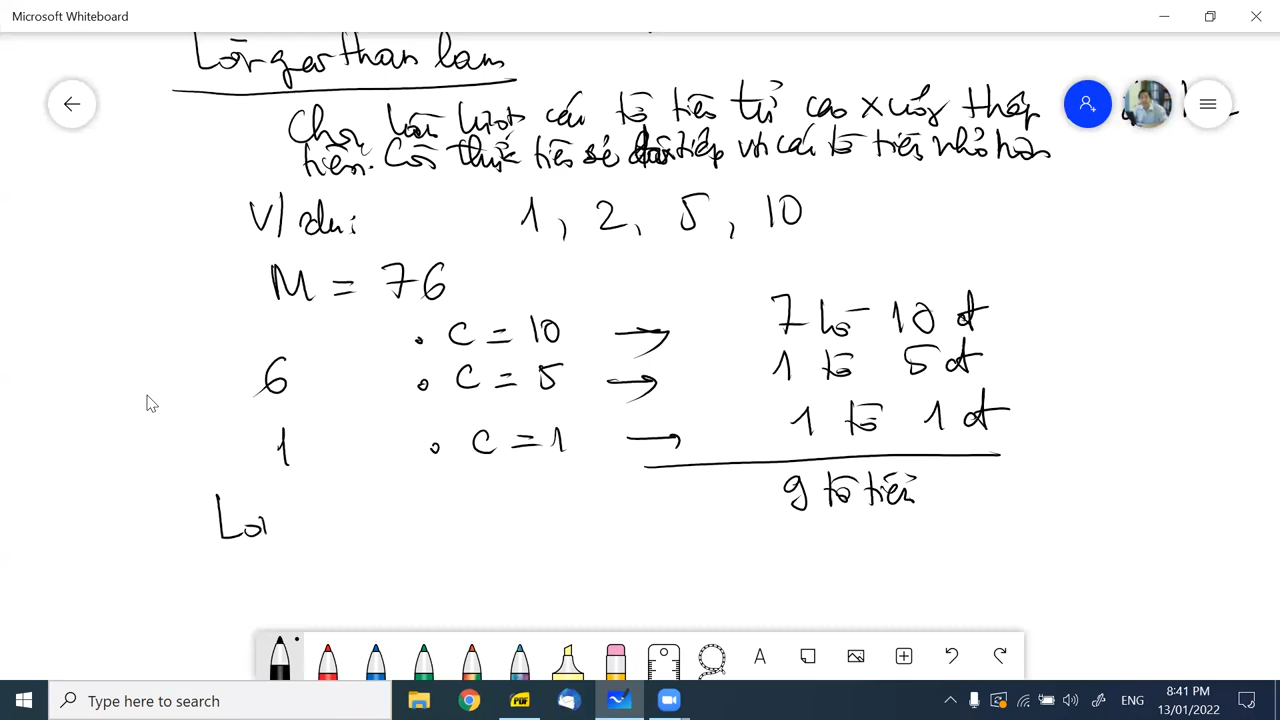 Microsoft Whiteboard
Lời giải tham lam
Chọn lần lượt các tờ tiền từ cao xuống thấp
tiền. Còn tiền sẽ tiếp với các tờ tiền nhỏ hơn
V/dụ: 1, 2, 5, 10
M = 76
. C = 10 → 7 tờ 10 đ
6 . C = 5 → 1 tờ 5 đ
1 . C = 1 → 1 tờ 1 đ
9 tờ tiền
Lời
A
Type here to search
PDF
ENG
8:41 PM
13/01/2022